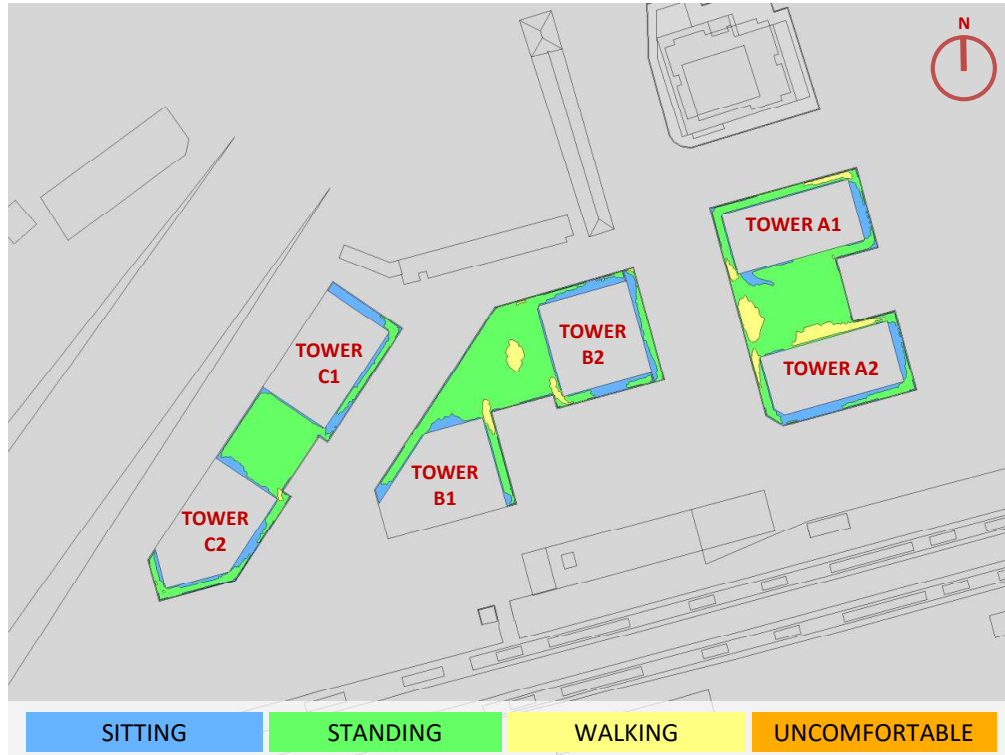 N
TOWER A1
TOWER
B2
TOWER
C1
TOWER A2
TOWER
B1
TOWER
C2
SITTING
STANDING
WALKING
UNCOMFORTABLE